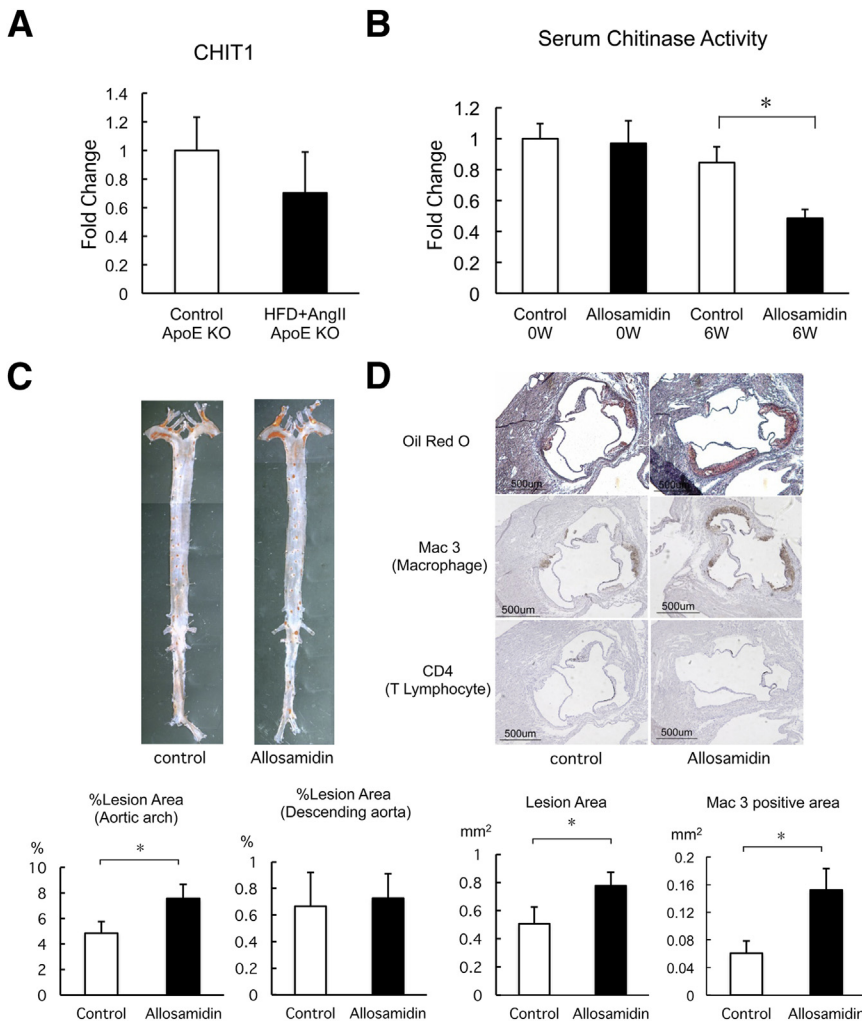 A
CHIT1
Fold Change
1.4
1.2
1
0.8
0.6
0.4
0.2
0
Control
ApoE KO
HFD+AngII
ApoE KO
B
Serum Chitinase Activity
Fold Change
1.2
1
0.8
0.6
0.4
0.2
0
*
Control
0W
Allosamidin
0W
Control
6W
Allosamidin
6W
C
control
Allosamidin
%Lesion Area
(Aortic arch)
%
10
8
6
4
2
0
*
Control
Allosamidin
%Lesion Area
(Descending aorta)
%
1
0.8
0.6
0.4
0.2
0
Control
Allosamidin
D
Oil Red O
500um
500um
Mac 3
(Macrophage)
500um
500um
CD4
(T Lymphocyte)
500um
500um
control
Allosamidin
Lesion Area
mm²
1
0.8
0.6
0.4
0.2
0
*
Control
Allosamidin
Mac 3 positive area
mm²
0.2
0.16
0.12
0.08
0.04
0
*
Control
Allosamidin